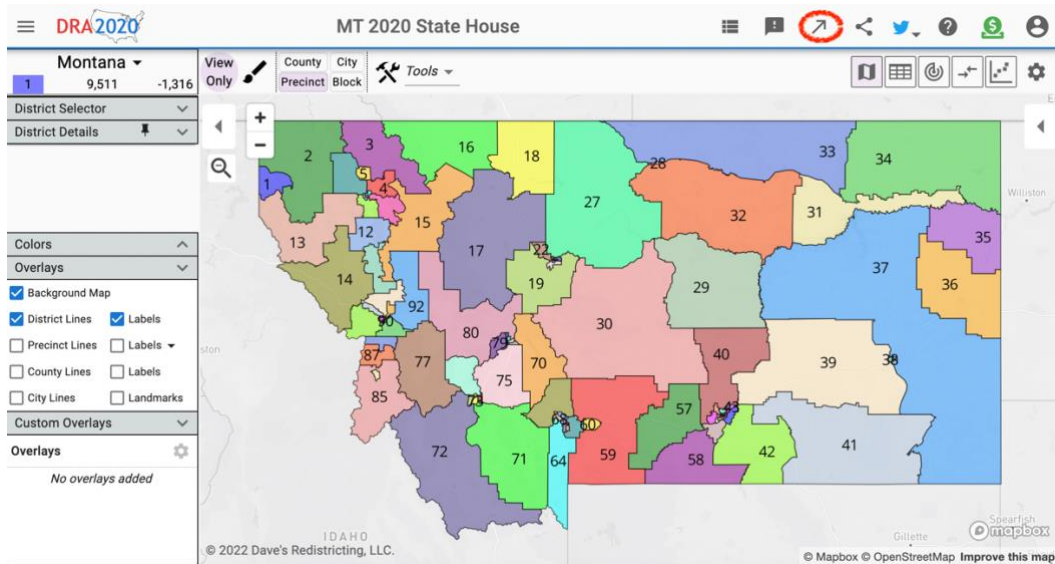 DRA2020
MT 2020 State House
Montana
1 9,511 -1,316
View Only
County City
Precinct Block
Tools
District Selector
District Details
Colors
Overlays
Background Map
District Lines Labels
Precinct Lines Labels
County Lines Labels
City Lines Landmarks
Custom Overlays
Overlays
No overlays added
+
−
1
2
3
5
4
16
18
28
33
34
Williston
27
32
31
15
13
12
14
17
22
19
35
37
36
29
30
92
90
80
79
70
75
87
77
85
40
39
38
57
43
73
68
60
72
71
64
59
58
42
41
ston
IDAHO
© 2022 Dave's Redistricting, LLC.
Gillette
Spearfish
mapbox
© Mapbox © OpenStreetMap Improve this map